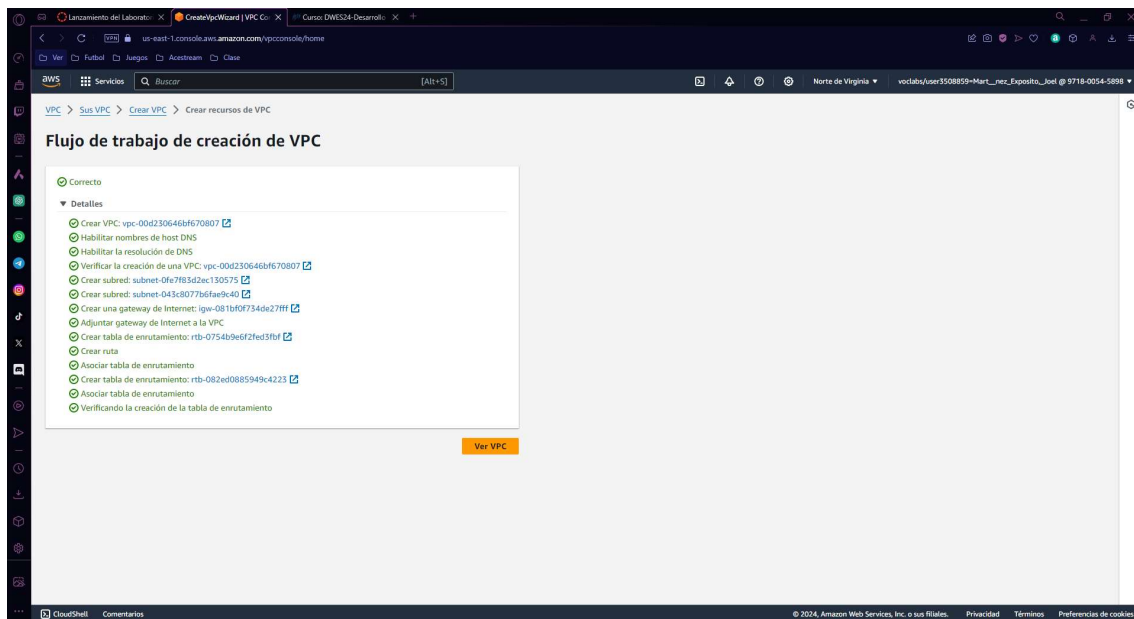 Lanzamiento del Laborator
CreateVpcWizard | VPC Co
Curso: DWES24-Desarrollo
VPN us-east-1.console.aws.amazon.com/vpcconsole/home
Ver Futbol Juegos Acestream Clase
aws Servicios Buscar [Alt+S] Norte de Virginia voclabs/user3508859=Mart__nez_Exposito,_Joel @ 9718-0054-5898
VPC > Sus VPC > Crear VPC > Crear recursos de VPC
Flujo de trabajo de creación de VPC
Correcto
Detalles
Crear VPC: vpc-00d230646bf670807
Habilitar nombres de host DNS
Habilitar la resolución de DNS
Verificar la creación de una VPC: vpc-00d230646bf670807
Crear subred: subnet-0fe7f83d2ec130575
Crear subred: subnet-043c8077b6fae9c40
Crear una gateway de Internet: igw-081bf0f734de27fff
Adjuntar gateway de Internet a la VPC
Crear tabla de enrutamiento: rtb-0754b9e6f2fed3fbf
Crear ruta
Asociar tabla de enrutamiento
Crear tabla de enrutamiento: rtb-082ed0885949c4223
Asociar tabla de enrutamiento
Verificando la creación de la tabla de enrutamiento
Ver VPC
CloudShell Comentarios © 2024, Amazon Web Services, Inc. o sus filiales. Privacidad Términos Preferencias de cookies